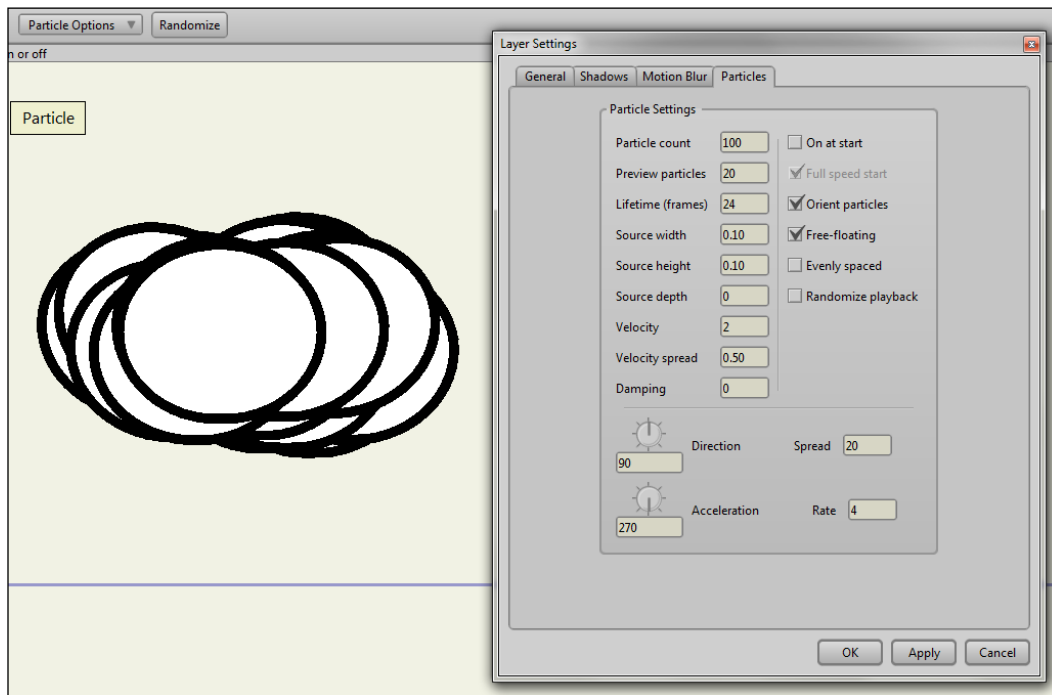 Particle Options
Randomize
n or off
Particle
Layer Settings
General Shadows Motion Blur Particles
Particle Settings
Particle count 100 On at start
Preview particles 20 Full speed start
Lifetime (frames) 24 Orient particles
Source width 0.10 Free-floating
Source height 0.10 Evenly spaced
Source depth 0 Randomize playback
Velocity 2
Velocity spread 0.50
Damping 0
90 Direction Spread 20
270 Acceleration Rate 4
OK Apply Cancel